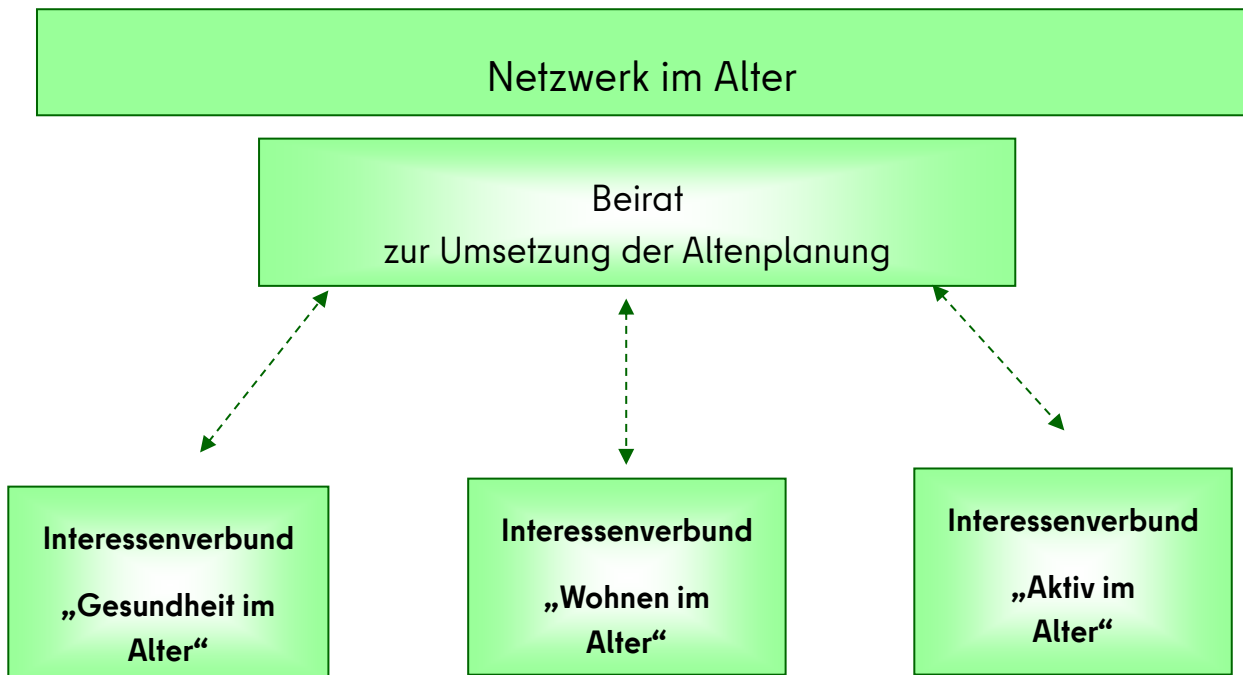 Netzwerk im Alter
Beirat
zur Umsetzung der Altenplanung
Interessenverbund
„Gesundheit im
Alter“
Interessenverbund
„Wohnen im
Alter“
Interessenverbund
„Aktiv im
Alter“